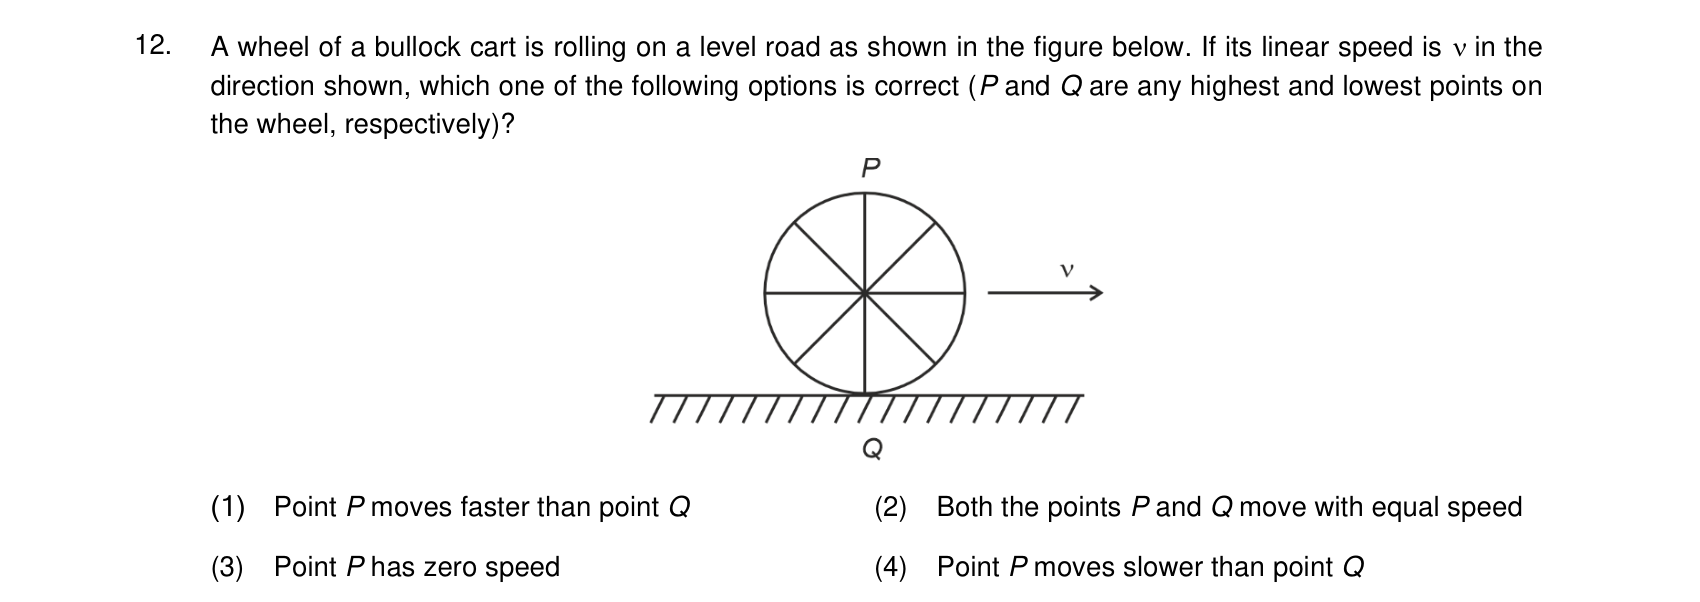 12. A wheel of a bullock cart is rolling on a level road as shown in the figure below. If its linear speed is v in the
direction shown, which one of the following options is correct (P and Q are any highest and lowest points on
the wheel, respectively)?
P
v
Q
(1) Point P moves faster than point Q (2) Both the points P and Q move with equal speed
(3) Point P has zero speed (4) Point P moves slower than point Q